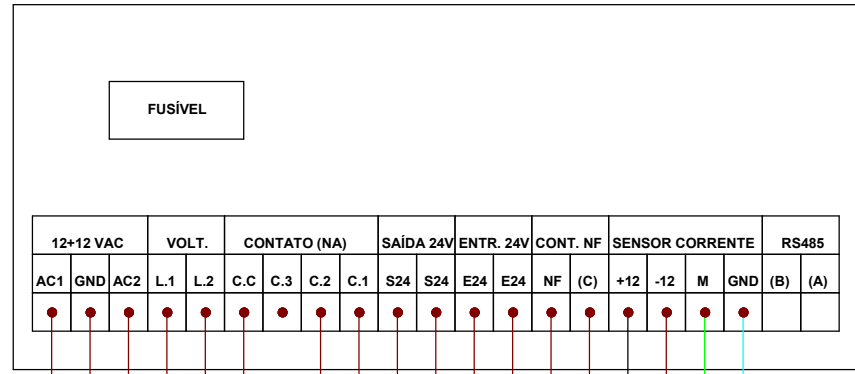 FUSÍVEL
12+12 VAC VOLT. CONTATO (NA) SAÍDA 24V ENTR. 24V CONT. NF SENSOR CORRENTE RS485
AC1 GND AC2 L.1 L.2 C.C C.3 C.2 C.1 S24 S24 E24 E24 NF (C) +12 -12 M GND (B) (A)